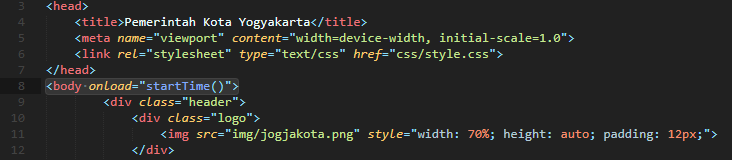 3 <head>
4 <title>Pemerintah Kota Yogyakarta</title>
5 <meta name="viewport" content="width=device-width, initial-scale=1.0">
6 <link rel="stylesheet" type="text/css" href="css/style.css">
7 </head>
8 <body onload="startTime()">
9 <div class="header">
10 <div class="logo">
11 <img src="img/jogjakota.png" style="width: 70%; height: auto; padding: 12px;">
12 </div>